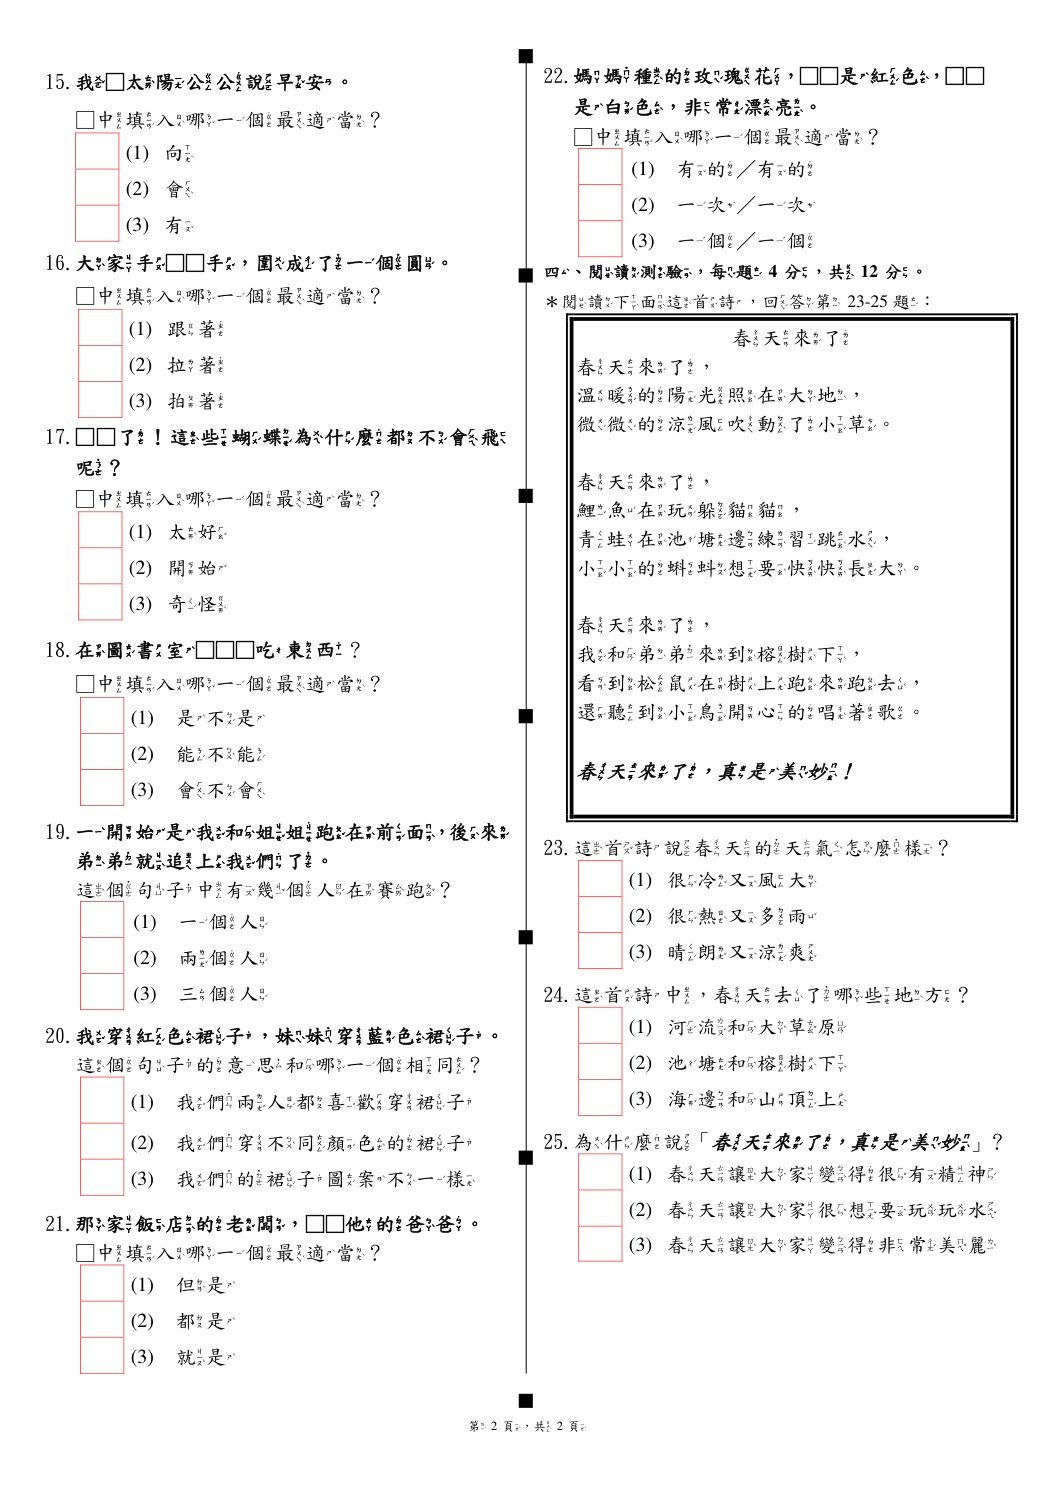 15. 我□太陽公公說早安。
□中填入哪一個最適當？
(1) 向
(2) 會
(3) 有
16. 大家手□□手，圍成了一個圓。
□中填入哪一個最適當？
(1) 跟著
(2) 拉著
(3) 拍著
17. □□了！這些蝴蝶為什麼都不會飛
呢？
□中填入哪一個最適當？
(1) 太好
(2) 開始
(3) 奇怪
18. 在圖書室□□□吃東西？
□中填入哪一個最適當？
(1) 是不是
(2) 能不能
(3) 會不會
19. 一開始是我和姐姐跑在前面，後來
弟弟就追上我們了。
這個句子中有幾個人在賽跑？
(1) 一個人
(2) 兩個人
(3) 三個人
20. 我穿紅色裙子，妹妹穿藍色裙子。
這個句子的意思和哪一個相同？
(1) 我們兩人都喜歡穿裙子
(2) 我們穿不同顏色的裙子
(3) 我們的裙子圖案不一樣
21. 那家飯店的老闆，□□他的爸爸。
□中填入哪一個最適當？
(1) 但是
(2) 都是
(3) 就是
22. 媽媽種的玫瑰花，□□是紅色，□□
是白色，非常漂亮。
□中填入哪一個最適當？
(1) 有的／有的
(2) 一次／一次
(3) 一個／一個
四、閱讀測驗，每題 4 分，共 12 分。
＊閱讀下面這首詩，回答第 23-25 題：
春天來了
春天來了，
溫暖的陽光照在大地，
微微的涼風吹動了小草。
春天來了，
鯉魚在玩躲貓貓，
青蛙在池塘邊練習跳水，
小小的蝌蚪想要快快長大。
春天來了，
我和弟弟來到榕樹下，
看到松鼠在樹上跑來跑去，
還聽到小鳥開心的唱著歌。
春天來了，真是美妙！
23. 這首詩說春天的天氣怎麼樣？
(1) 很冷又風大
(2) 很熱又多雨
(3) 晴朗又涼爽
24. 這首詩中，春天去了哪些地方？
(1) 河流和大草原
(2) 池塘和榕樹下
(3) 海邊和山頂上
25. 為什麼說「春天來了，真是美妙」？
(1) 春天讓大家變得很有精神
(2) 春天讓大家很想要玩玩水
(3) 春天讓大家變得非常美麗
第 2 頁，共 2 頁